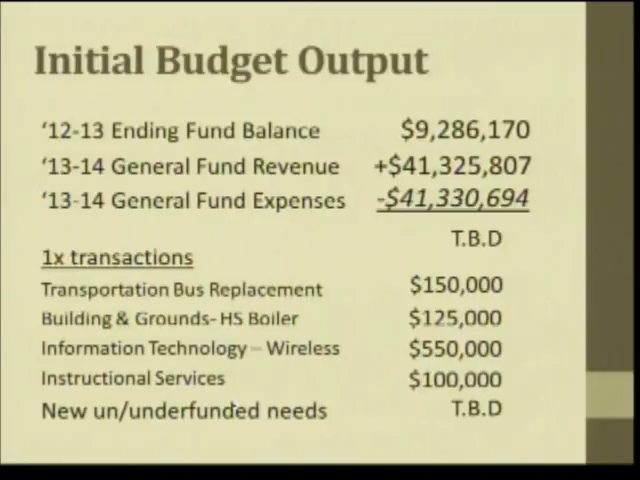 Initial Budget Output
‘12-13 Ending Fund Balance $9,286,170
‘13-14 General Fund Revenue +$41,325,807
‘13-14 General Fund Expenses -$41,330,694
T.B.D
1x transactions
Transportation Bus Replacement $150,000
Building & Grounds- HS Boiler $125,000
Information Technology – Wireless $550,000
Instructional Services $100,000
New un/underfunded needs T.B.D